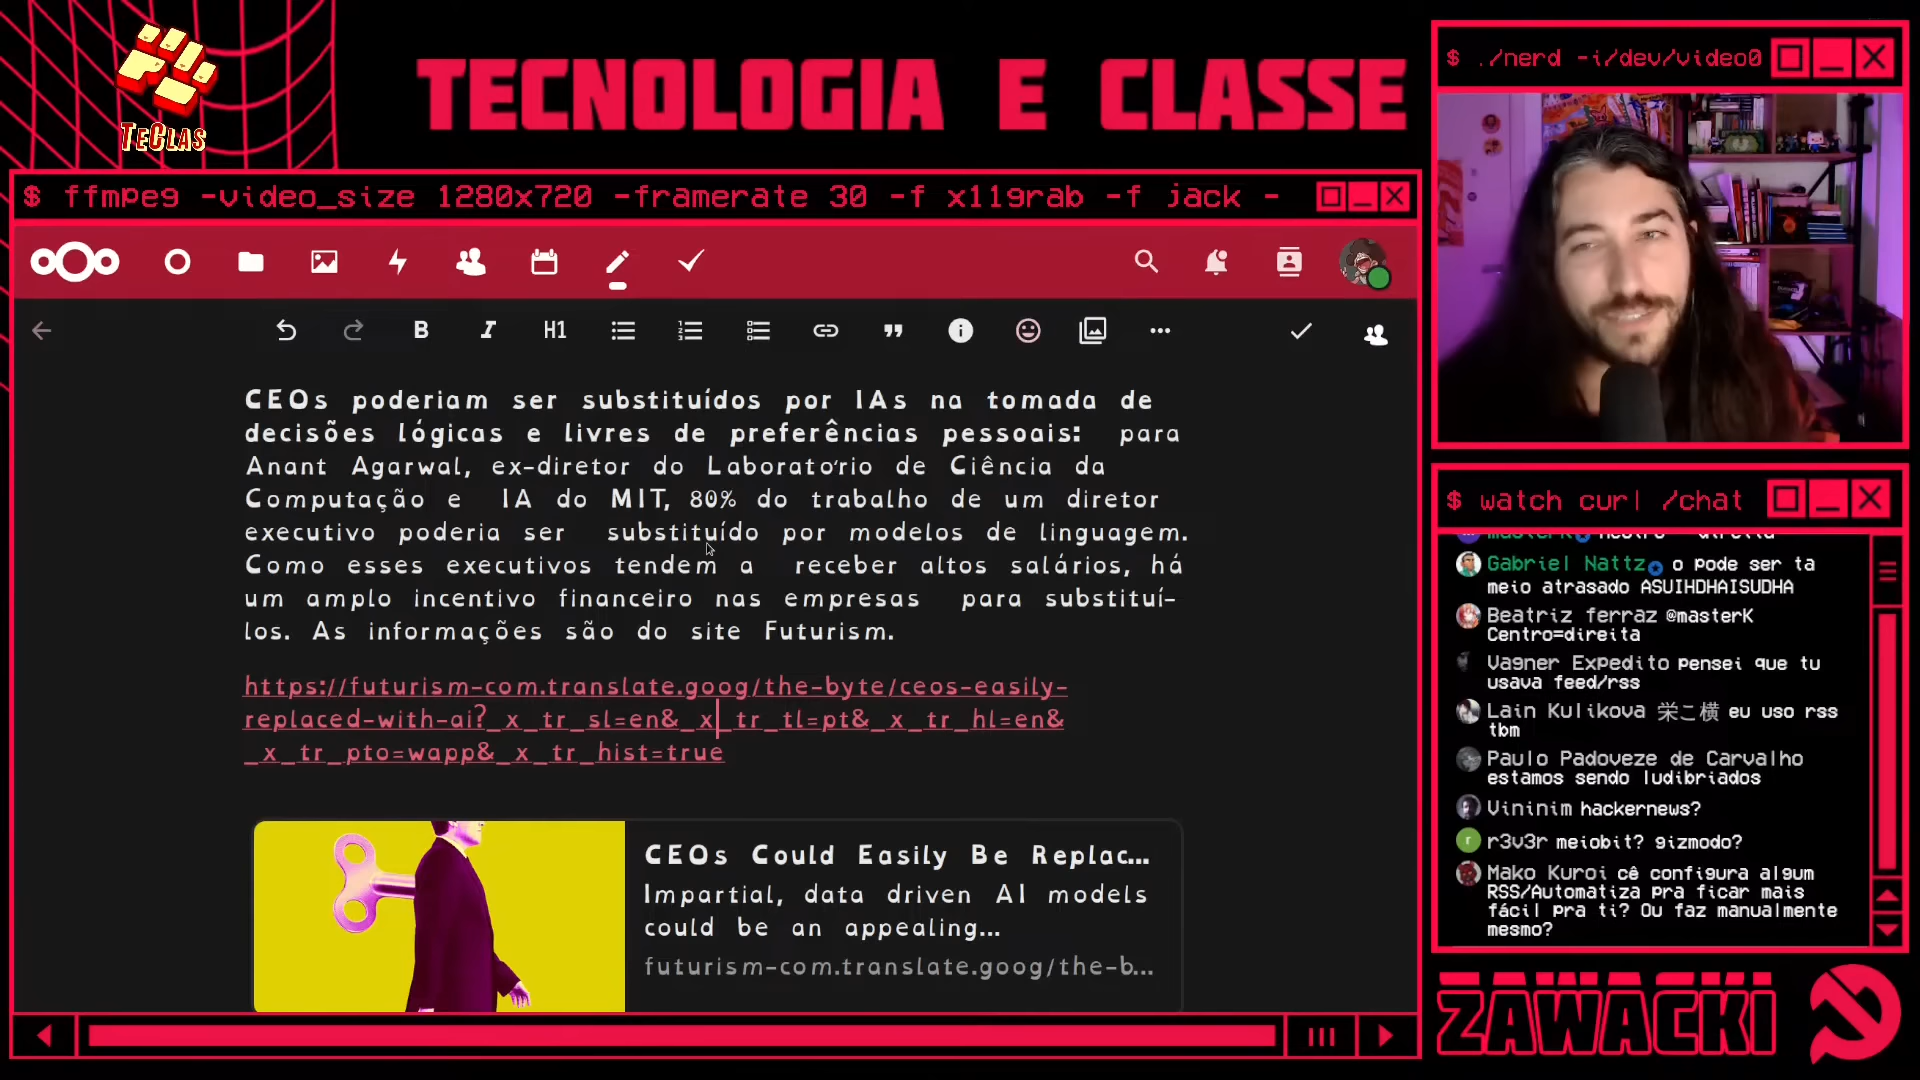 TECLAS
TECNOLOGIA E CLASSE
$ ffmpeg -video_size 1280x720 -framerate 30 -f x11grab -f jack -
B I H1
CEOs poderiam ser substituídos por IAs na tomada de
decisões lógicas e livres de preferências pessoais: para
Anant Agarwal, ex-diretor do Laboratório de Ciência da
Computação e IA do MIT, 80% do trabalho de um diretor
executivo poderia ser substituído por modelos de linguagem.
Como esses executivos tendem a receber altos salários, há
um amplo incentivo financeiro nas empresas para substituí-
los. As informações são do site Futurism.
https://futurism-com.translate.goog/the-byte/ceos-easily-
replaced-with-ai?_x_tr_sl=en&_x_tr_tl=pt&_x_tr_hl=en&
_x_tr_pto=wapp&_x_tr_hist=true
CEOs Could Easily Be Replac...
Impartial, data driven AI models
could be an appealing...
futurism-com.translate.goog/the-b...
$ ./nerd -i/dev/video0
$ watch curl /chat
Gabriel Nattz o pode ser ta
meio atrasado ASUIHDHAISUDHA
Beatriz ferraz @masterK
Centro=direita
Vagner Expedito pensei que tu
usava feed/rss
Lain Kulikova 栄こ横 eu uso rss
tbm
Paulo Padoveze de Carvalho
estamos sendo ludibriados
Vininim hackernews?
r3v3r meiobit? gizmodo?
Mako Kuroi cê configura algum
RSS/Automatiza pra ficar mais
fácil pra ti? Ou faz manualmente
mesmo?
ZAWACKI